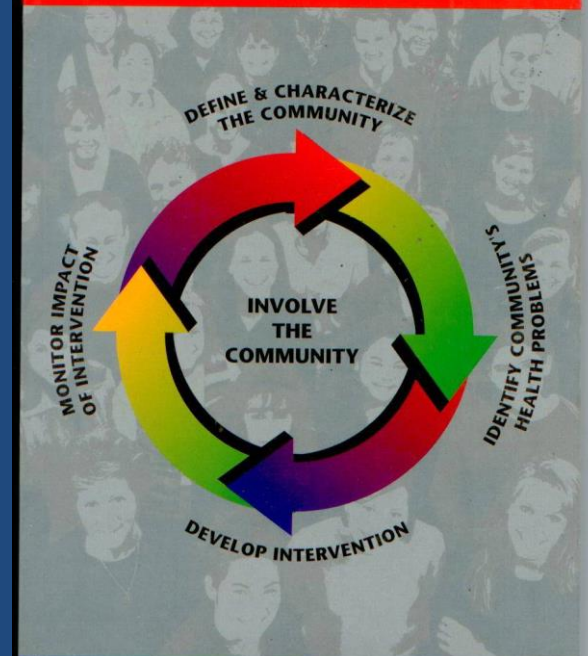 DEFINE & CHARACTERIZE
THE COMMUNITY
IDENTIFY COMMUNITY'S
HEALTH PROBLEMS
DEVELOP INTERVENTION
MONITOR IMPACT
OF INTERVENTION
INVOLVE
THE
COMMUNITY